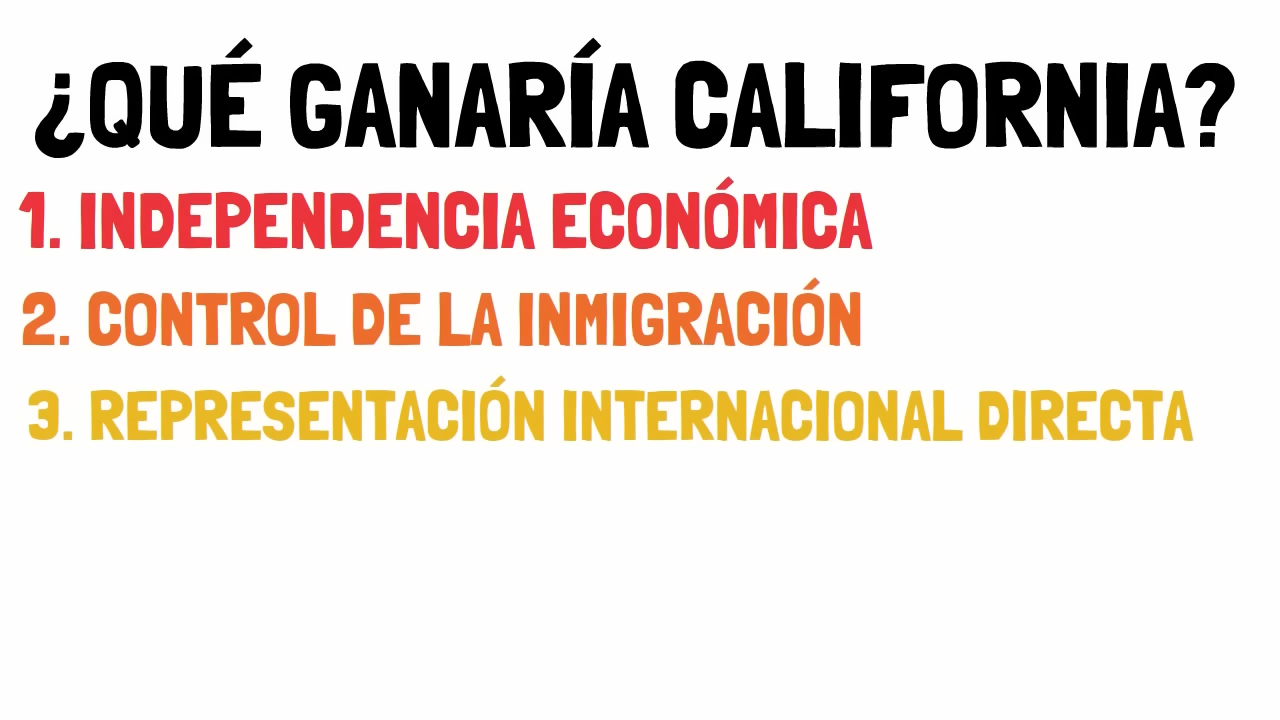 ¿QUÉ GANARÍA CALIFORNIA?
1. INDEPENDENCIA ECONÓMICA
2. CONTROL DE LA INMIGRACIÓN
3. REPRESENTACIÓN INTERNACIONAL DIRECTA